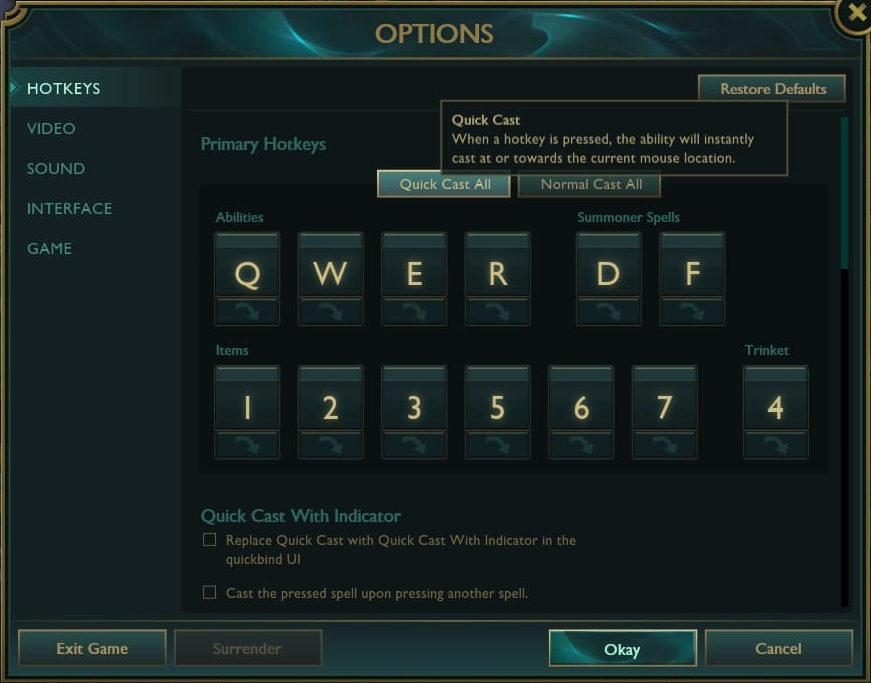 OPTIONS
HOTKEYS
VIDEO
SOUND
INTERFACE
GAME
Restore Defaults
Quick Cast
When a hotkey is pressed, the ability will instantly
cast at or towards the current mouse location.
Primary Hotkeys
Quick Cast All Normal Cast All
Abilities Summoner Spells
Q W E R D F
Items Trinket
1 2 3 5 6 7 4
Quick Cast With Indicator
Replace Quick Cast with Quick Cast With Indicator in the
quickbind UI
Cast the pressed spell upon pressing another spell.
Exit Game Surrender Okay Cancel